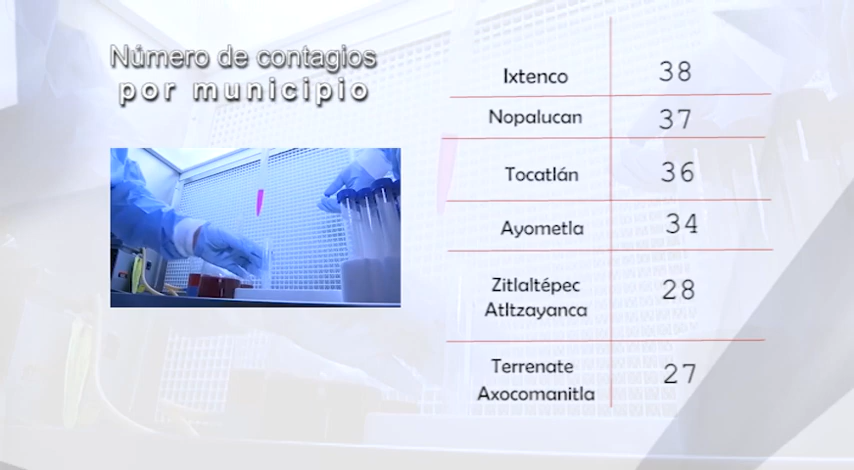 Número de contagios
por municipio
Ixtenco 38
Nopalucan 37
Tocatlán 36
Ayometla 34
Zitlaltépec
Atltzayanca 28
Terrenate
Axocomanitla 27